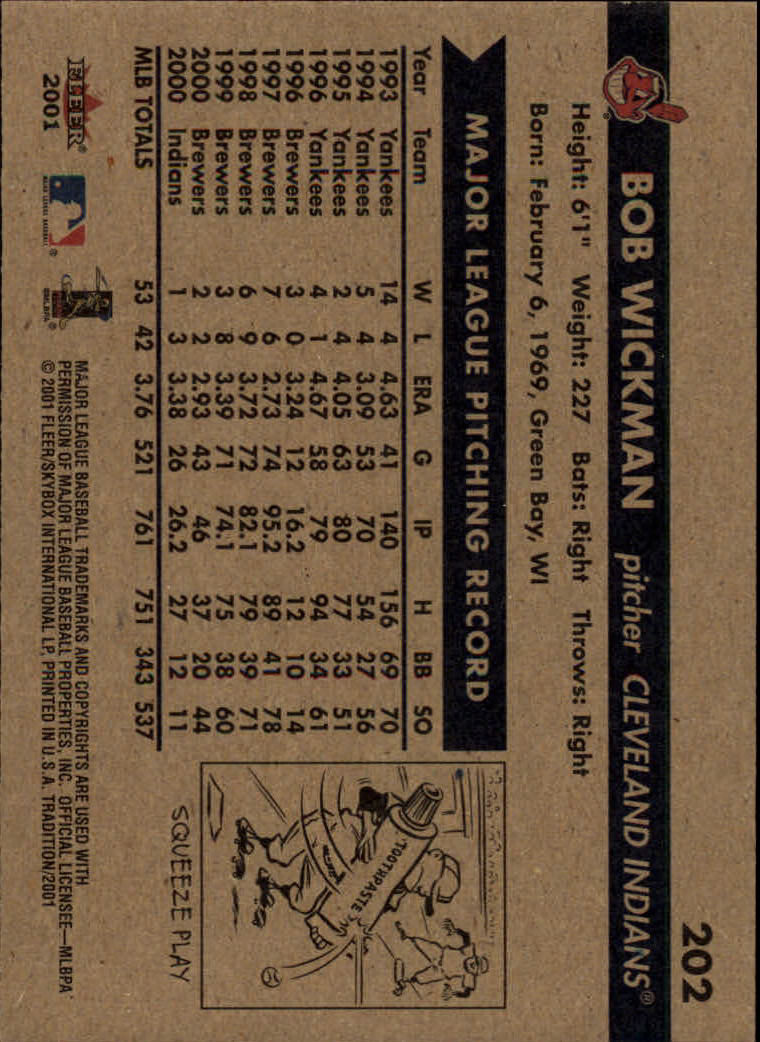 202
BOB WICKMAN pitcher CLEVELAND INDIANS®
Height: 6'1" Weight: 227 Bats: Right Throws: Right
Born: February 6, 1969, Green Bay, WI
MAJOR LEAGUE PITCHING RECORD
Year Team W L ERA G IP H BB SO
1993 Yankees 14 4 4.63 41 140 156 69 70
1994 Yankees 5 4 3.09 53 70 54 27 56
1995 Yankees 2 4 4.05 63 80 77 33 51
1996 Yankees 4 1 4.67 58 79 94 34 61
1996 Brewers 3 0 3.24 12 16.2 12 10 14
1997 Brewers 7 6 2.73 74 95.2 89 41 78
1998 Brewers 6 9 3.72 72 82.1 79 39 71
1999 Brewers 3 8 3.39 71 74.1 75 38 60
2000 Brewers 2 2 2.93 43 46 37 20 44
2000 Indians 1 3 3.38 26 26.2 27 12 11
MLB TOTALS 53 42 3.76 521 761 751 343 537
TOOTHPASTE
SQUEEZE PLAY
FLEER®
2001
MAJOR LEAGUE BASEBALL
®
©MLBPA
MAJOR LEAGUE BASEBALL TRADEMARKS AND COPYRIGHTS ARE USED WITH
PERMISSION OF MAJOR LEAGUE BASEBALL PROPERTIES, INC. OFFICIAL LICENSEE—MLBPA
© 2001 FLEER/SKYBOX INTERNATIONAL LP, PRINTED IN U.S.A. TRADITION/2001